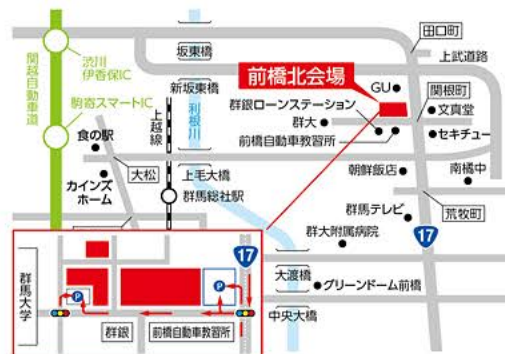 田口町
坂東橋
上武道路
渋川
伊香保IC
関越自動車道
新坂東橋
前橋北会場
GU
関根町
駒寄スマートIC
群銀ローンステーション
文真堂
上越線
利根川
群大
セキチュー
食の駅
前橋自動車教習所
大松
上毛大橋
朝鮮飯店
南橘中
カインズ
ホーム
群馬総社駅
荒牧町
群馬テレビ
17
群大附属病院
17
群馬大学
P
P
大渡橋
グリーンドーム前橋
群銀
前橋自動車教習所
中央大橋